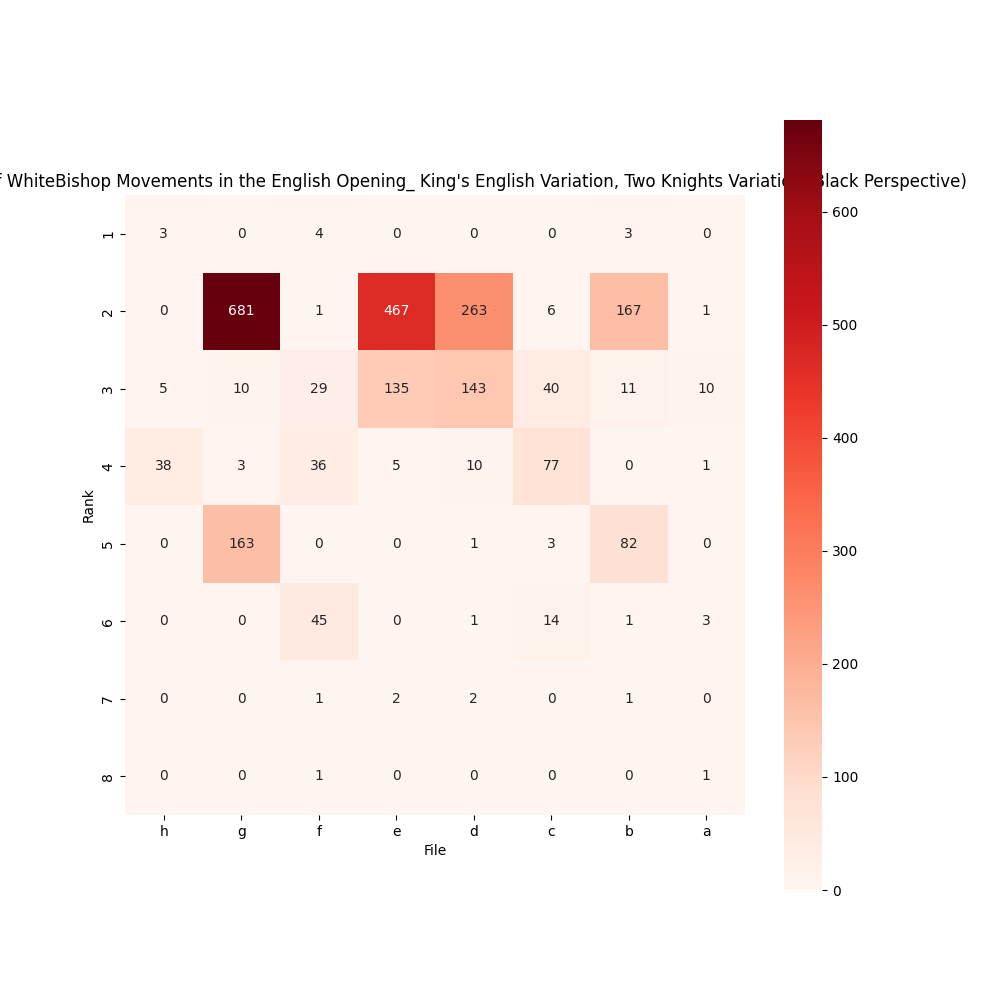 WhiteBishop Movements in the English Opening_ King's English Variation, Two Knights Black Perspective)
600
500
400
300
200
100
0
Rank
1 3 0 4 0 0 0 3 0
2 0 681 1 467 263 6 167 1
3 5 10 29 135 143 40 11 10
4 38 3 36 5 10 77 0 1
5 0 163 0 0 1 3 82 0
6 0 0 45 0 1 14 1 3
7 0 0 1 2 2 0 1 0
8 0 0 1 0 0 0 0 1
h g f e d c b a
File